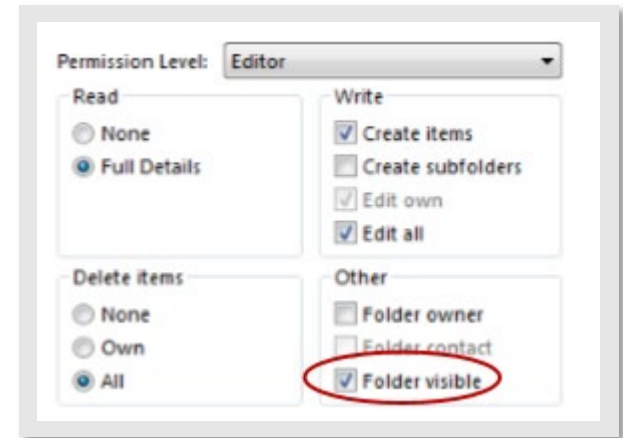 Permission Level: Editor
Read
None
Full Details
Write
Create items
Create subfolders
Edit own
Edit all
Delete items
None
Own
All
Other
Folder owner
Folder contact
Folder visible